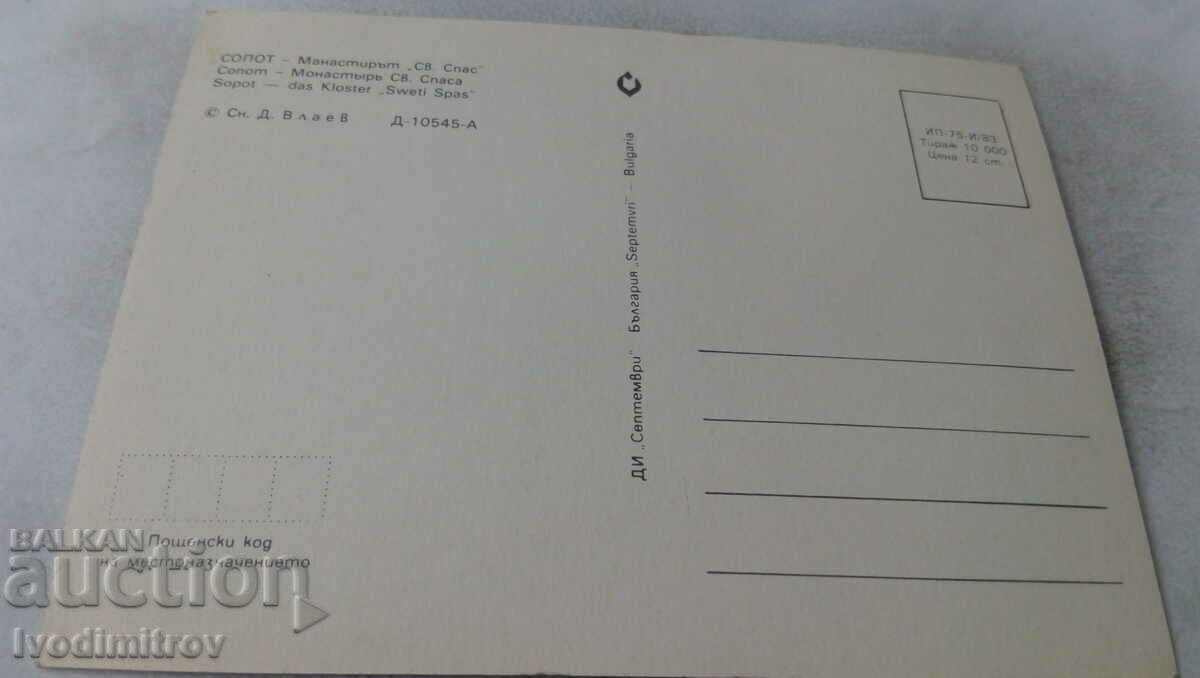 СОПОТ – Манастирът „Св. Спас"
Сопот – Монастырь Св. Спаса
Sopot — das Kloster „Sweti Spas"
© Сн. Д. Влаев Д-10545-А
ДИ „Септември" България „Septemvri" – Bulgaria
ИП-75-И/83
Тираж 10 000
Цена 12 ст.
Пощенски код
на местоназначението
BALKAN
auction
Ivodimitrov